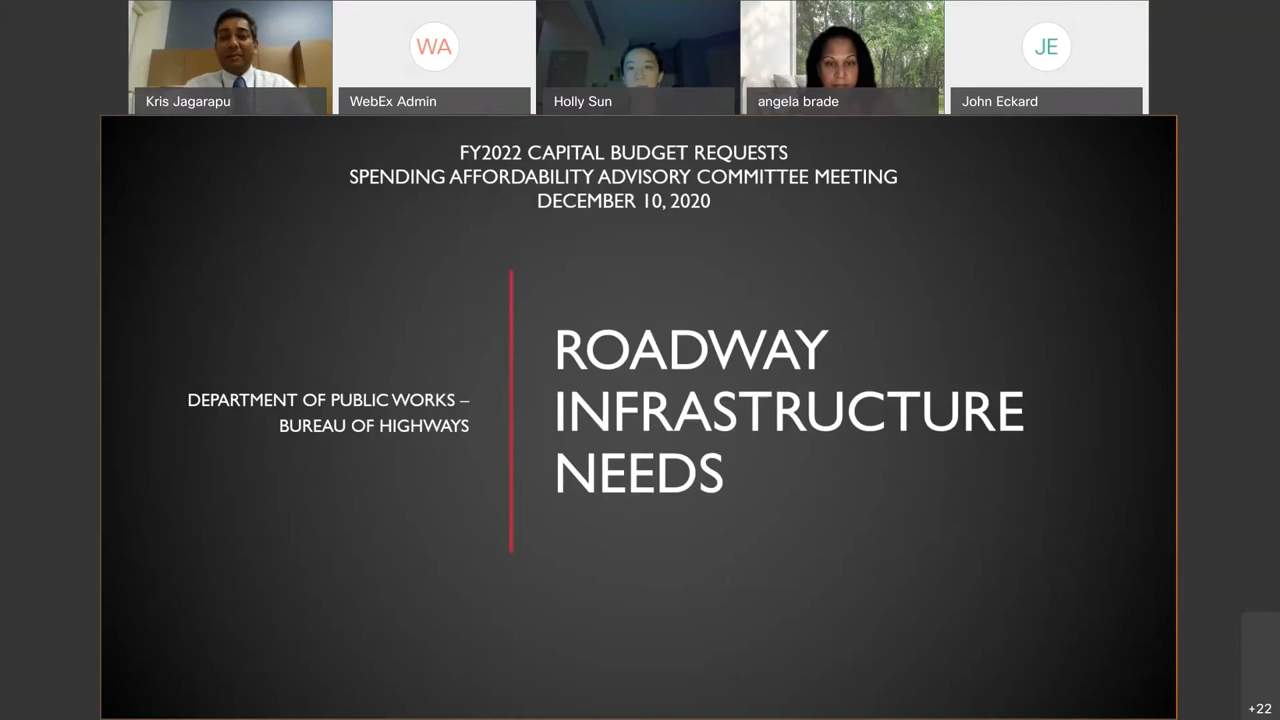 Kris Jagarapu
WA
WebEx Admin
Holly Sun
angela brade
JE
John Eckard
FY2022 CAPITAL BUDGET REQUESTS
SPENDING AFFORDABILITY ADVISORY COMMITTEE MEETING
DECEMBER 10, 2020
DEPARTMENT OF PUBLIC WORKS –
BUREAU OF HIGHWAYS
ROADWAY
INFRASTRUCTURE
NEEDS
+22